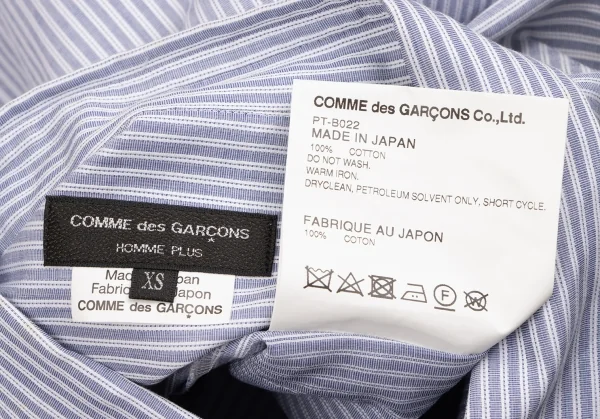 COMME des GARÇONS
HOMME PLUS
XS
COMME des GARÇONS
COMME des GARÇONS Co.,Ltd.
PT-B022
MADE IN JAPAN
100% COTTON
DO NOT WASH.
WARM IRON.
DRYCLEAN, PETROLEUM SOLVENT ONLY, SHORT CYCLE.
FABRIQUE AU JAPON
100% COTON
F